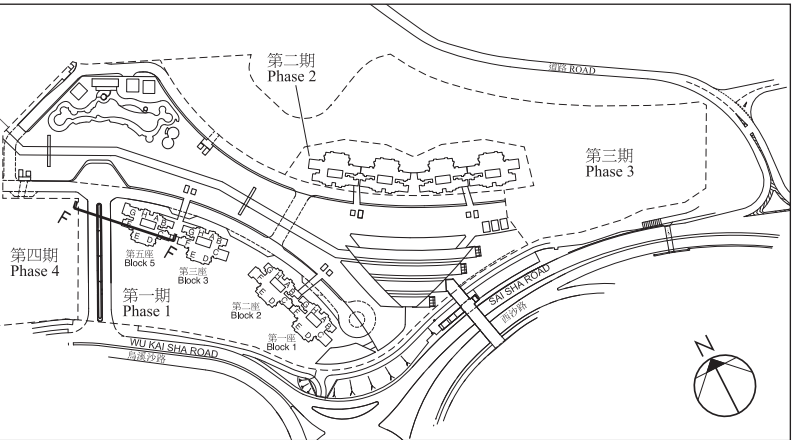 第二期
Phase 2
道路 ROAD
第三期
Phase 3
F
F
第四期
Phase 4
G H A B
F E D C
第五座
Block 5
G H A B
F E D C
第三座
Block 3
第一期
Phase 1
第二座
Block 2
第一座
Block 1
SAI SHA ROAD
西沙路
WU KAI SHA ROAD
烏溪沙路
N